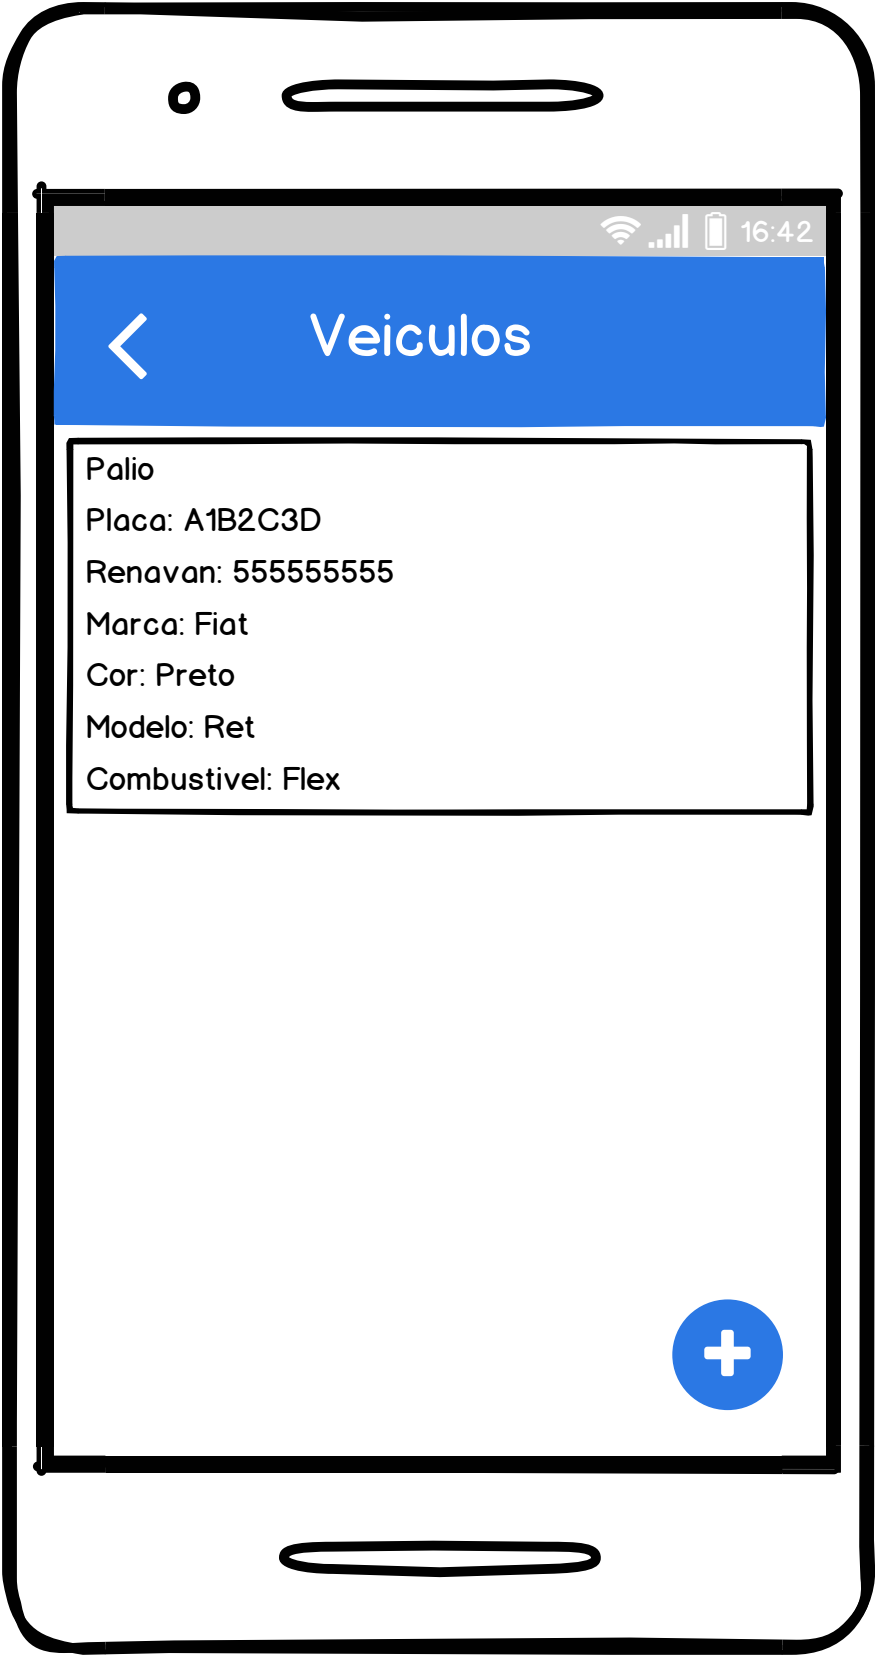 16:42
Veiculos
Palio
Placa: A1B2C3D
Renavan: 555555555
Marca: Fiat
Cor: Preto
Modelo: Ret
Combustivel: Flex